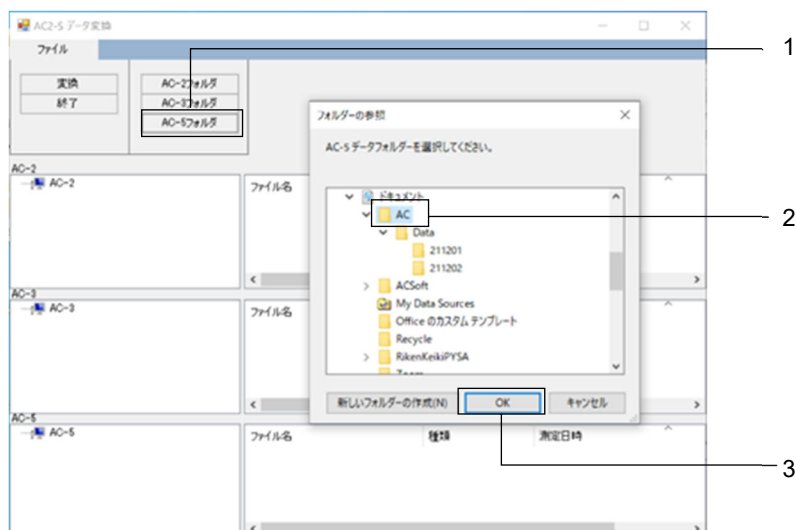 AC2-S データ変換
ファイル
1
変換
終了
AC-2フォルダ
AC-3フォルダ
AC-5フォルダ
フォルダーの参照
AC-5 データフォルダーを選択してください。
ドキュメント
AC
2
Data
211201
211202
ACSoft
My Data Sources
Office のカスタム テンプレート
Recycle
RikenKeikiPYSA
Zoom
新しいフォルダーの作成(N)
OK
キャンセル
3
AC-2
AC-2
ファイル名
AC-3
AC-3
ファイル名
AC-5
AC-5
ファイル名
種類
測定日時